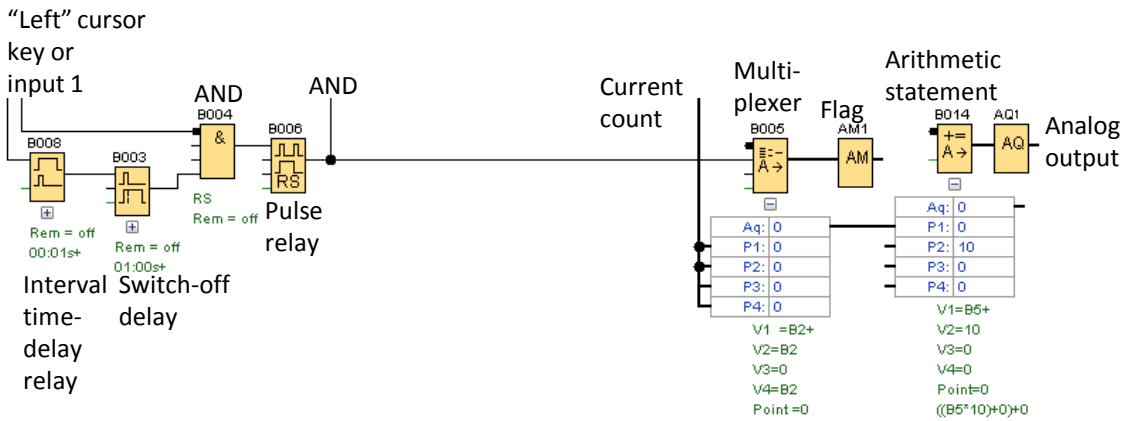 “Left” cursor
key or
input 1
AND
B004
&
RS
Rem = off
B008
+
Rem = off
00:01s+
Interval
time-
delay
relay
B003
+
Rem = off
01:00s+
Switch-off
delay
B006
RS
Pulse
relay
AND
Current
count
Multi-
plexer
B005
A→
Aq: 0
P1: 0
P2: 0
P3: 0
P4: 0
V1 =B2+
V2=B2
V3=0
V4=B2
Point =0
Flag
AM1
AM
Arithmetic
statement
B014
+=
A→
Aq: 0
P1: 0
P2: 10
P3: 0
P4: 0
V1=B5+
V2=10
V3=0
V4=0
Point=0
((B5*10)+0)+0
AQ1
AQ
Analog
output